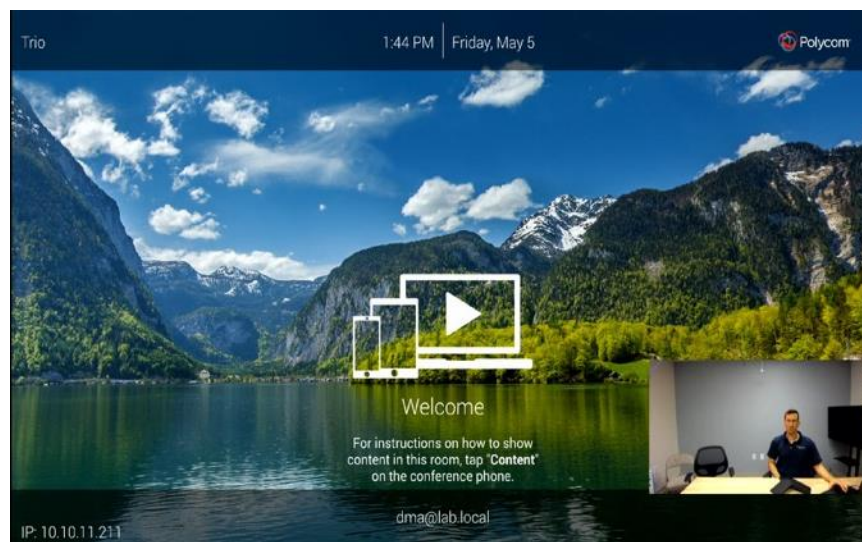 Trio
1:44 PM Friday, May 5
Polycom
Welcome
For instructions on how to show
content in this room, tap "Content"
on the conference phone.
dma@lab.local
IP: 10.10.11.211